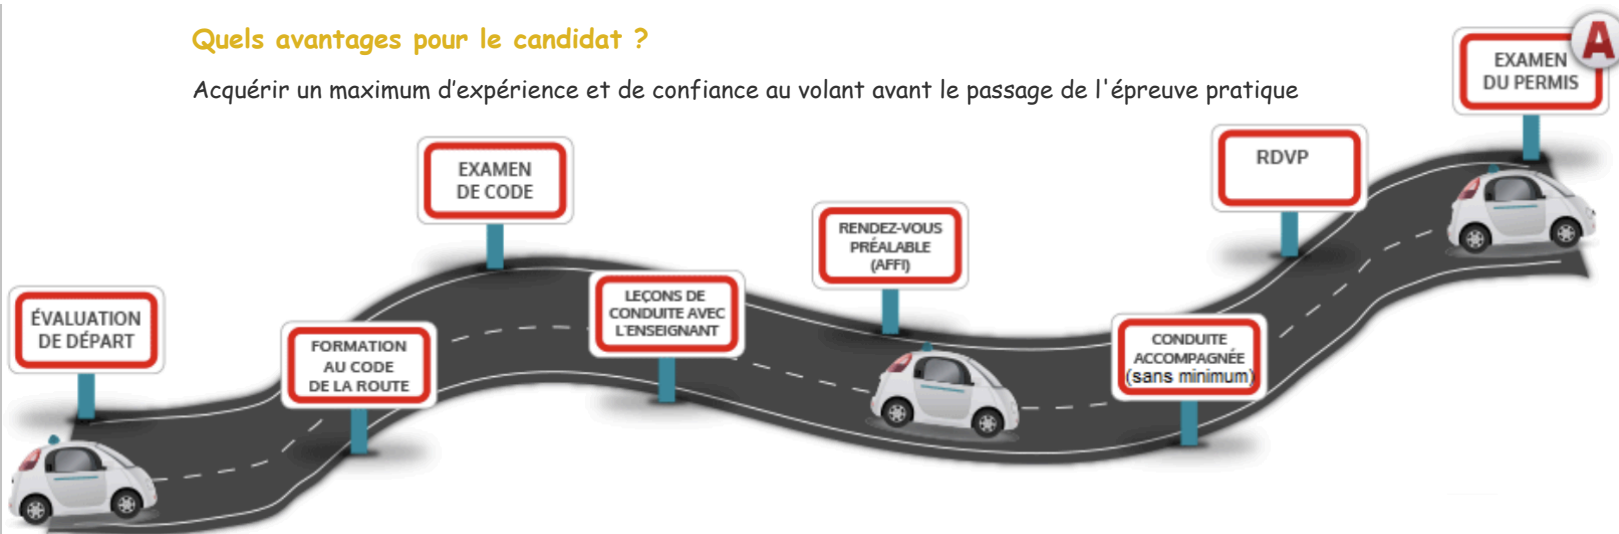 Quels avantages pour le candidat ?
Acquérir un maximum d'expérience et de confiance au volant avant le passage de l'épreuve pratique
ÉVALUATION
DE DÉPART
FORMATION
AU CODE
DE LA ROUTE
EXAMEN
DE CODE
LEÇONS DE
CONDUITE AVEC
L'ENSEIGNANT
RENDEZ-VOUS
PRÉALABLE
(AFFI)
CONDUITE
ACCOMPAGNÉE
(sans minimum)
RDVP
EXAMEN
DU PERMIS
A